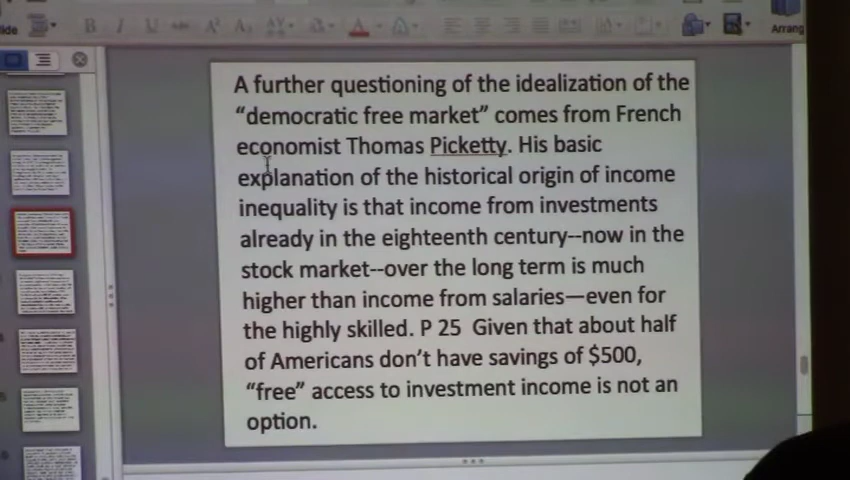 ide
B I U
Arrang
A further questioning of the idealization of the
“democratic free market” comes from French
economist Thomas Picketty. His basic
explanation of the historical origin of income
inequality is that income from investments
already in the eighteenth century--now in the
stock market--over the long term is much
higher than income from salaries—even for
the highly skilled. P 25  Given that about half
of Americans don’t have savings of $500,
“free” access to investment income is not an
option.